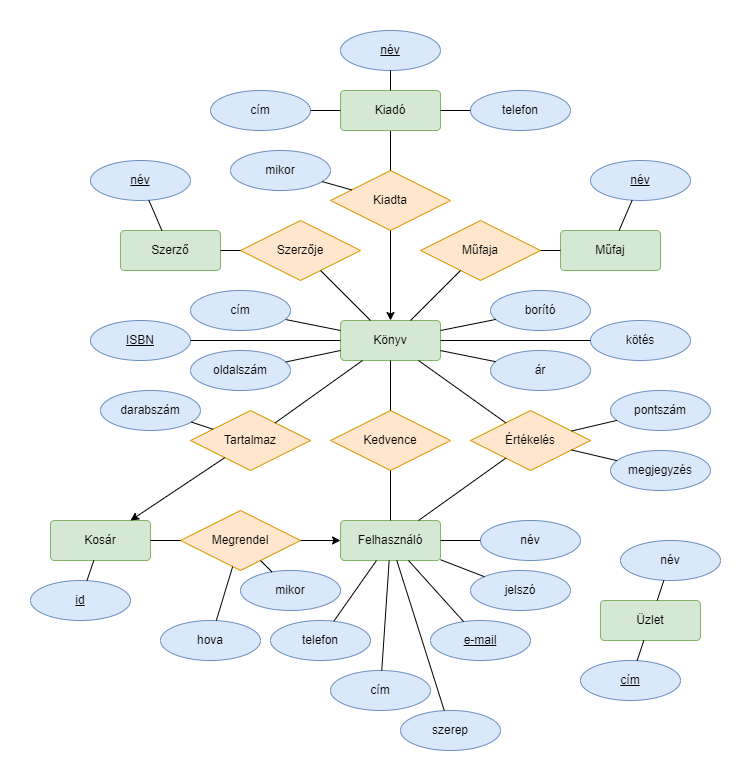 név
cím
Kiadó
telefon
mikor
Kiadta
név
név
Szerző
Szerzője
Műfaja
Műfaj
cím
borító
ISBN
Könyv
kötés
oldalszám
ár
darabszám
pontszám
Tartalmaz
Kedvence
Értékelés
megjegyzés
Kosár
Megrendel
Felhasználó
név
név
id
mikor
jelszó
hova
telefon
e-mail
Üzlet
cím
cím
szerep